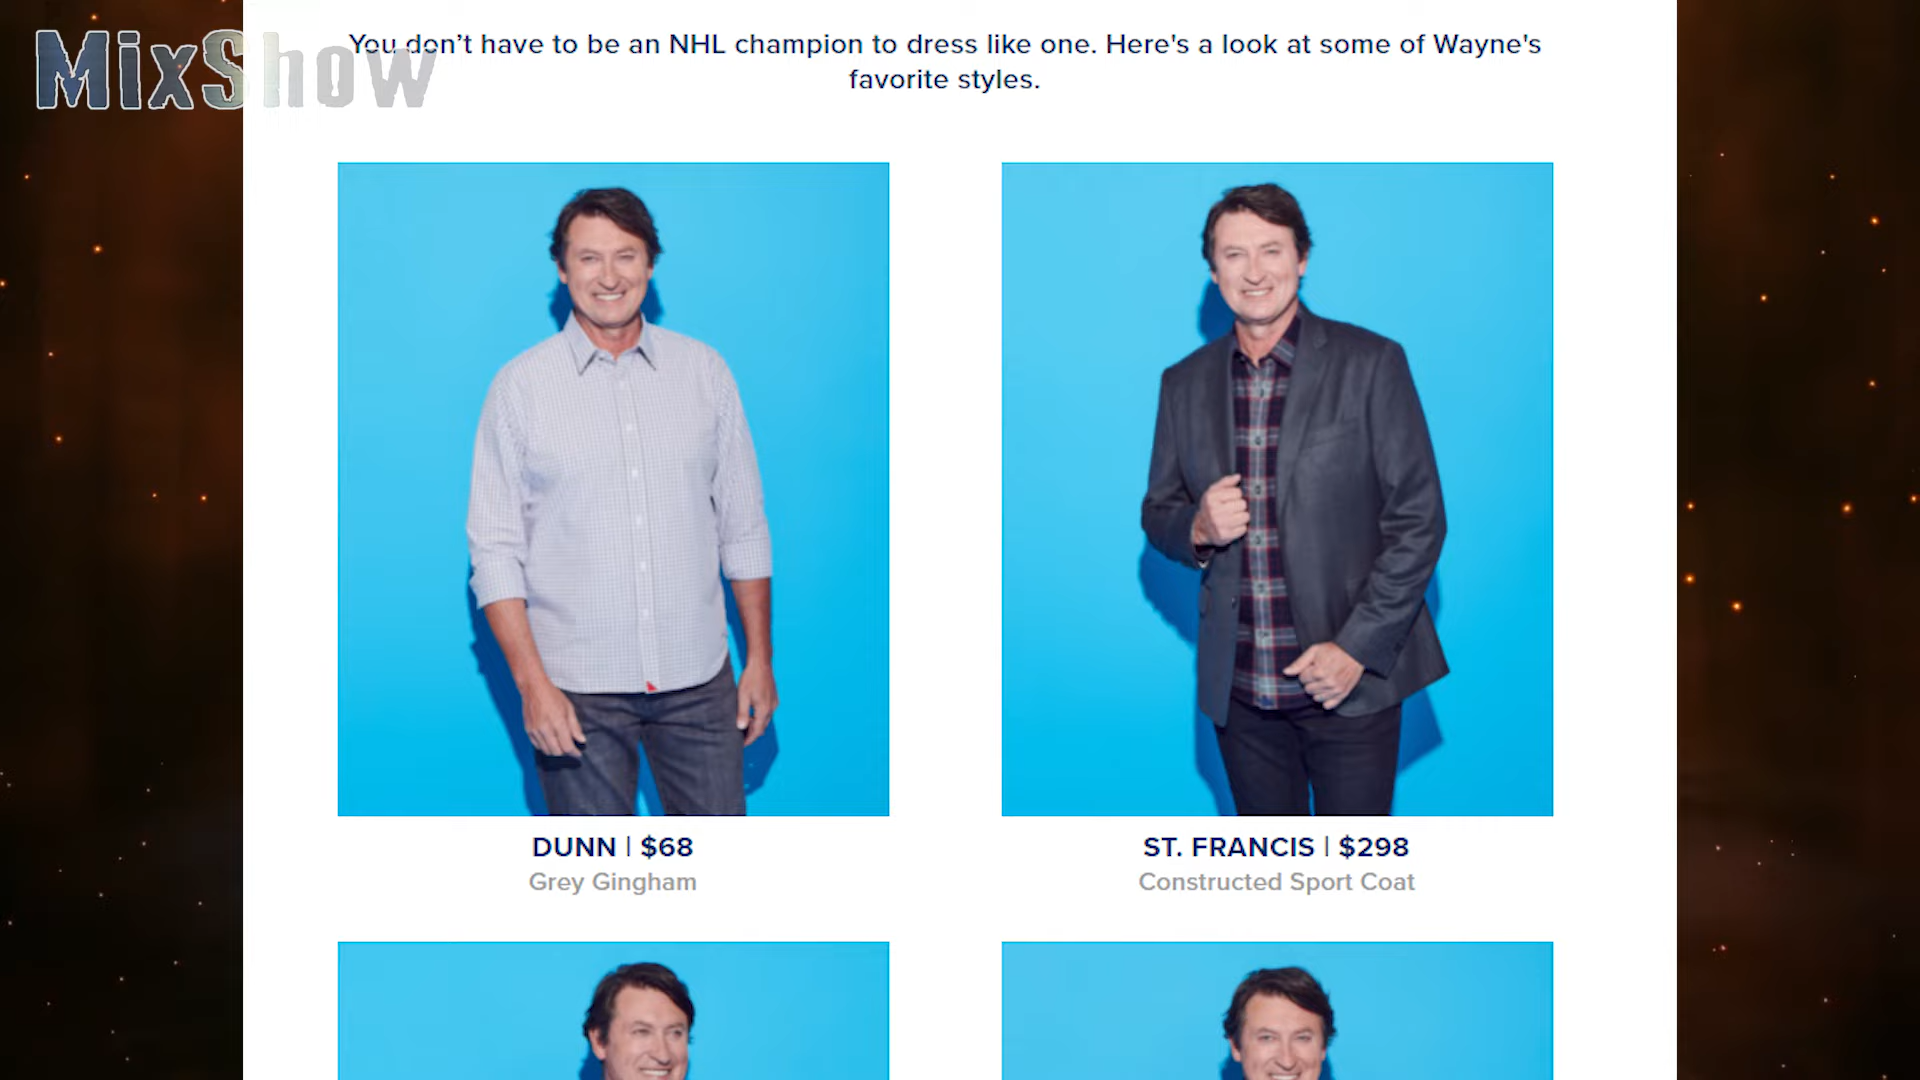 MixShow
You don’t have to be an NHL champion to dress like one. Here's a look at some of Wayne's
favorite styles.
DUNN | $68
Grey Gingham
ST. FRANCIS | $298
Constructed Sport Coat